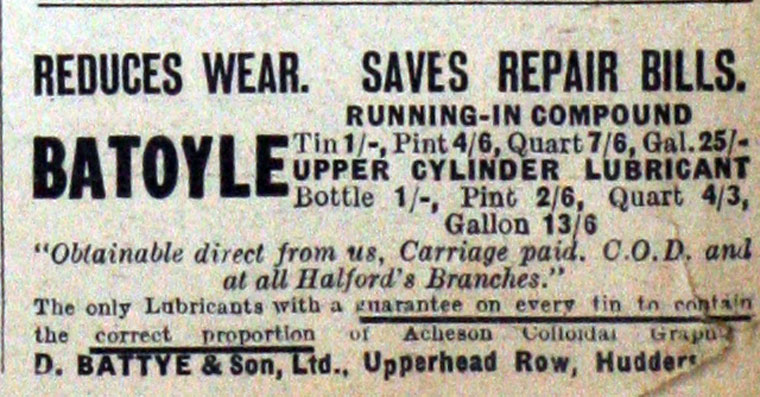 REDUCES WEAR. SAVES REPAIR BILLS.
RUNNING-IN COMPOUND
BATOYLE
Tin 1/-, Pint 4/6, Quart 7/6, Gal. 25/-
UPPER CYLINDER LUBRICANT
Bottle 1/-, Pint 2/6, Quart 4/3,
Gallon 13/6
"Obtainable direct from us, Carriage paid. C.O.D. and
at all Halford's Branches."
The only Lubricants with a guarantee on every tin to contain
the correct proportion of Acheson Colloidal
D. BATTYE & Son, Ltd., Upperhead Row,